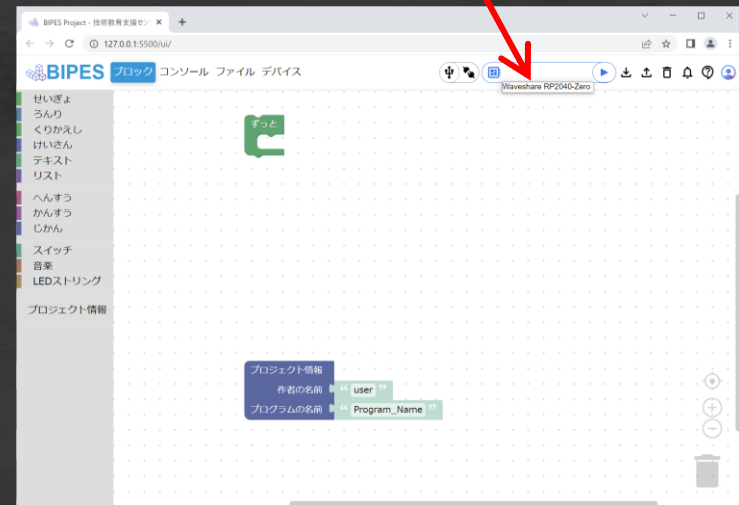 BIPES Project - 技術教育支援セン
127.0.0.1:5500/ui/
BIPES ブロック コンソール ファイル デバイス
Waveshare RP2040-Zero
せいぎょ
ろんり
くりかえし
けいさん
テキスト
リスト
へんすう
かんすう
じかん
スイッチ
音楽
LEDストリング
プロジェクト情報
ずっと
プロジェクト情報
作者の名前 “ user ”
プログラムの名前 “ Program_Name ”